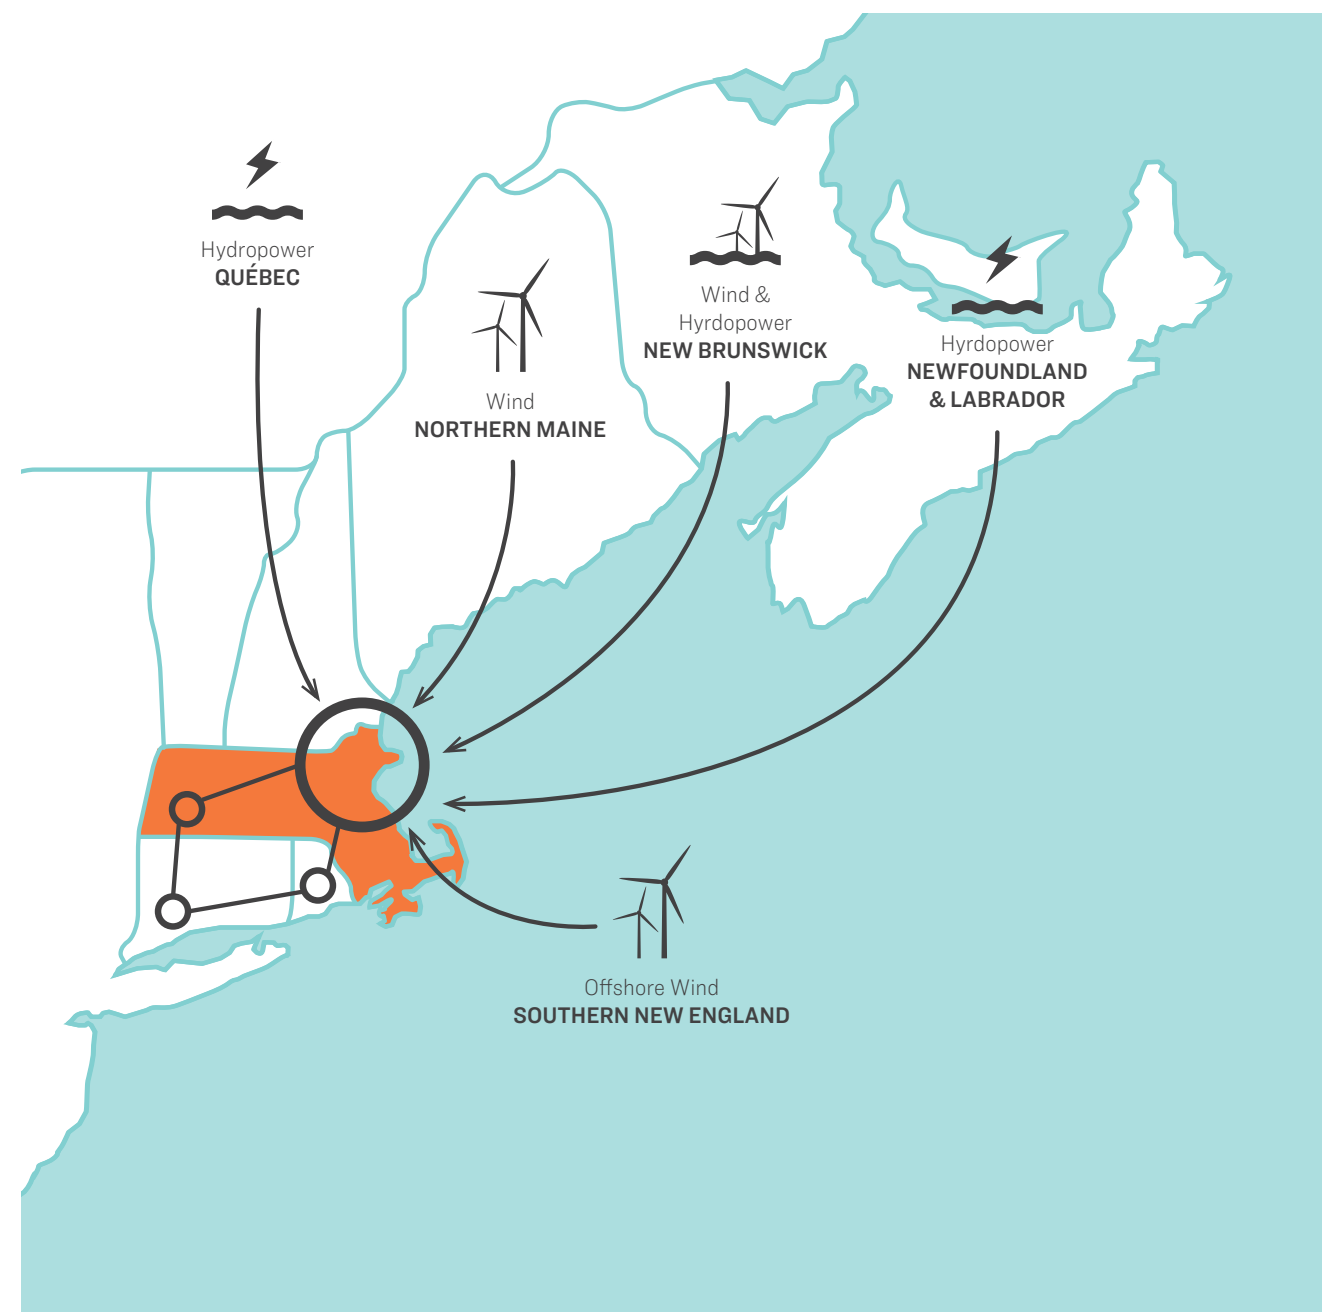 Hydropower
QUÉBEC
Wind
NORTHERN MAINE
Wind &
Hyrdopower
NEW BRUNSWICK
Hyrdopower
NEWFOUNDLAND
& LABRADOR
Offshore Wind
SOUTHERN NEW ENGLAND